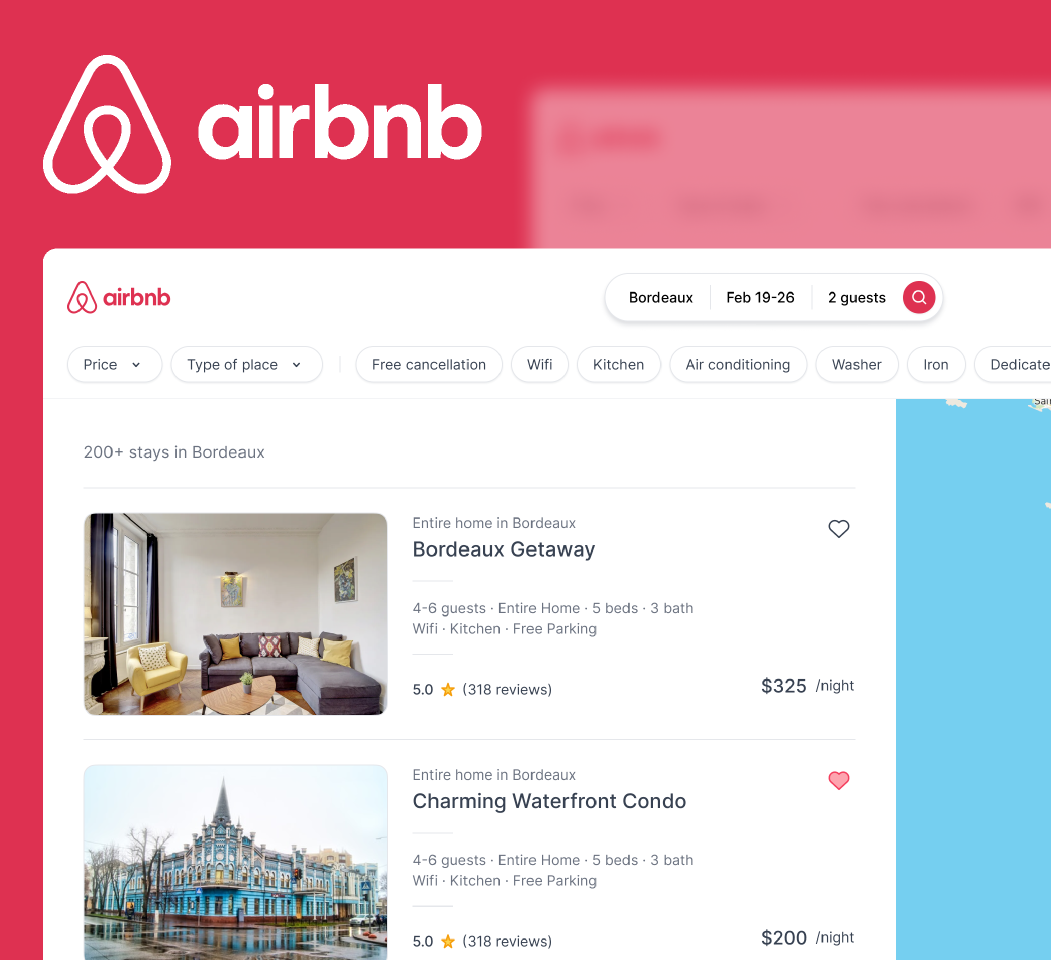 airbnb
airbnb
Bordeaux Feb 19-26 2 guests
Price Type of place Free cancellation Wifi Kitchen Air conditioning Washer Iron Dedicate
200+ stays in Bordeaux
Entire home in Bordeaux
Bordeaux Getaway
4-6 guests · Entire Home · 5 beds · 3 bath
Wifi · Kitchen · Free Parking
5.0 (318 reviews) $325 /night
Entire home in Bordeaux
Charming Waterfront Condo
4-6 guests · Entire Home · 5 beds · 3 bath
Wifi · Kitchen · Free Parking
5.0 (318 reviews) $200 /night